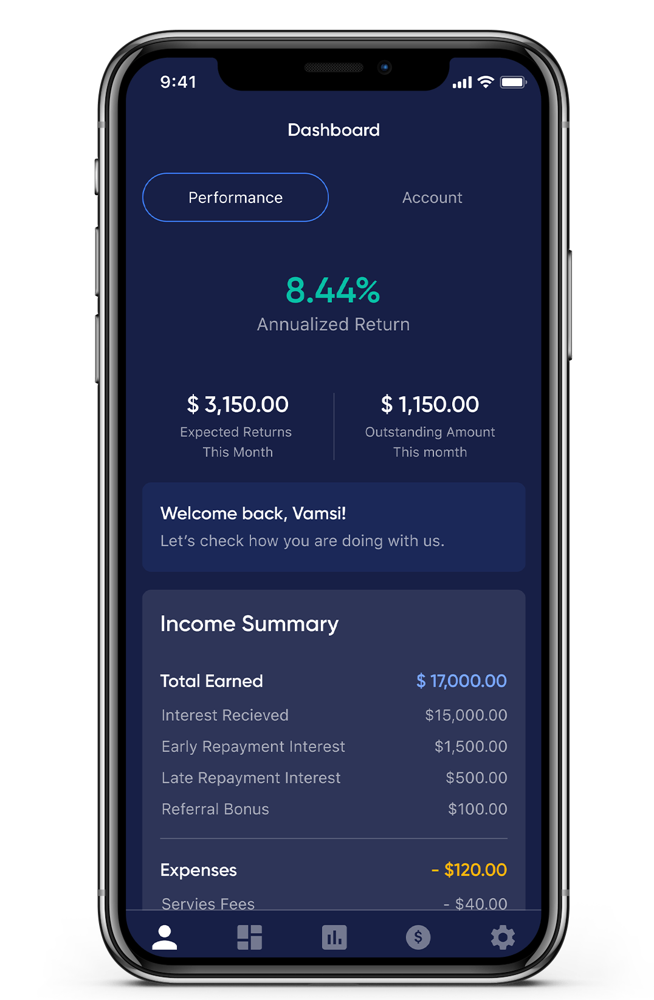 9:41
Dashboard
Performance Account
8.44%
Annualized Return
$ 3,150.00 $ 1,150.00
Expected Returns Outstanding Amount
This Month This momth
Welcome back, Vamsi!
Let's check how you are doing with us.
Income Summary
Total Earned $ 17,000.00
Interest Recieved $15,000.00
Early Repayment Interest $1,500.00
Late Repayment Interest $500.00
Referral Bonus $100.00
Expenses - $120.00
Servies Fees - $40.00
$